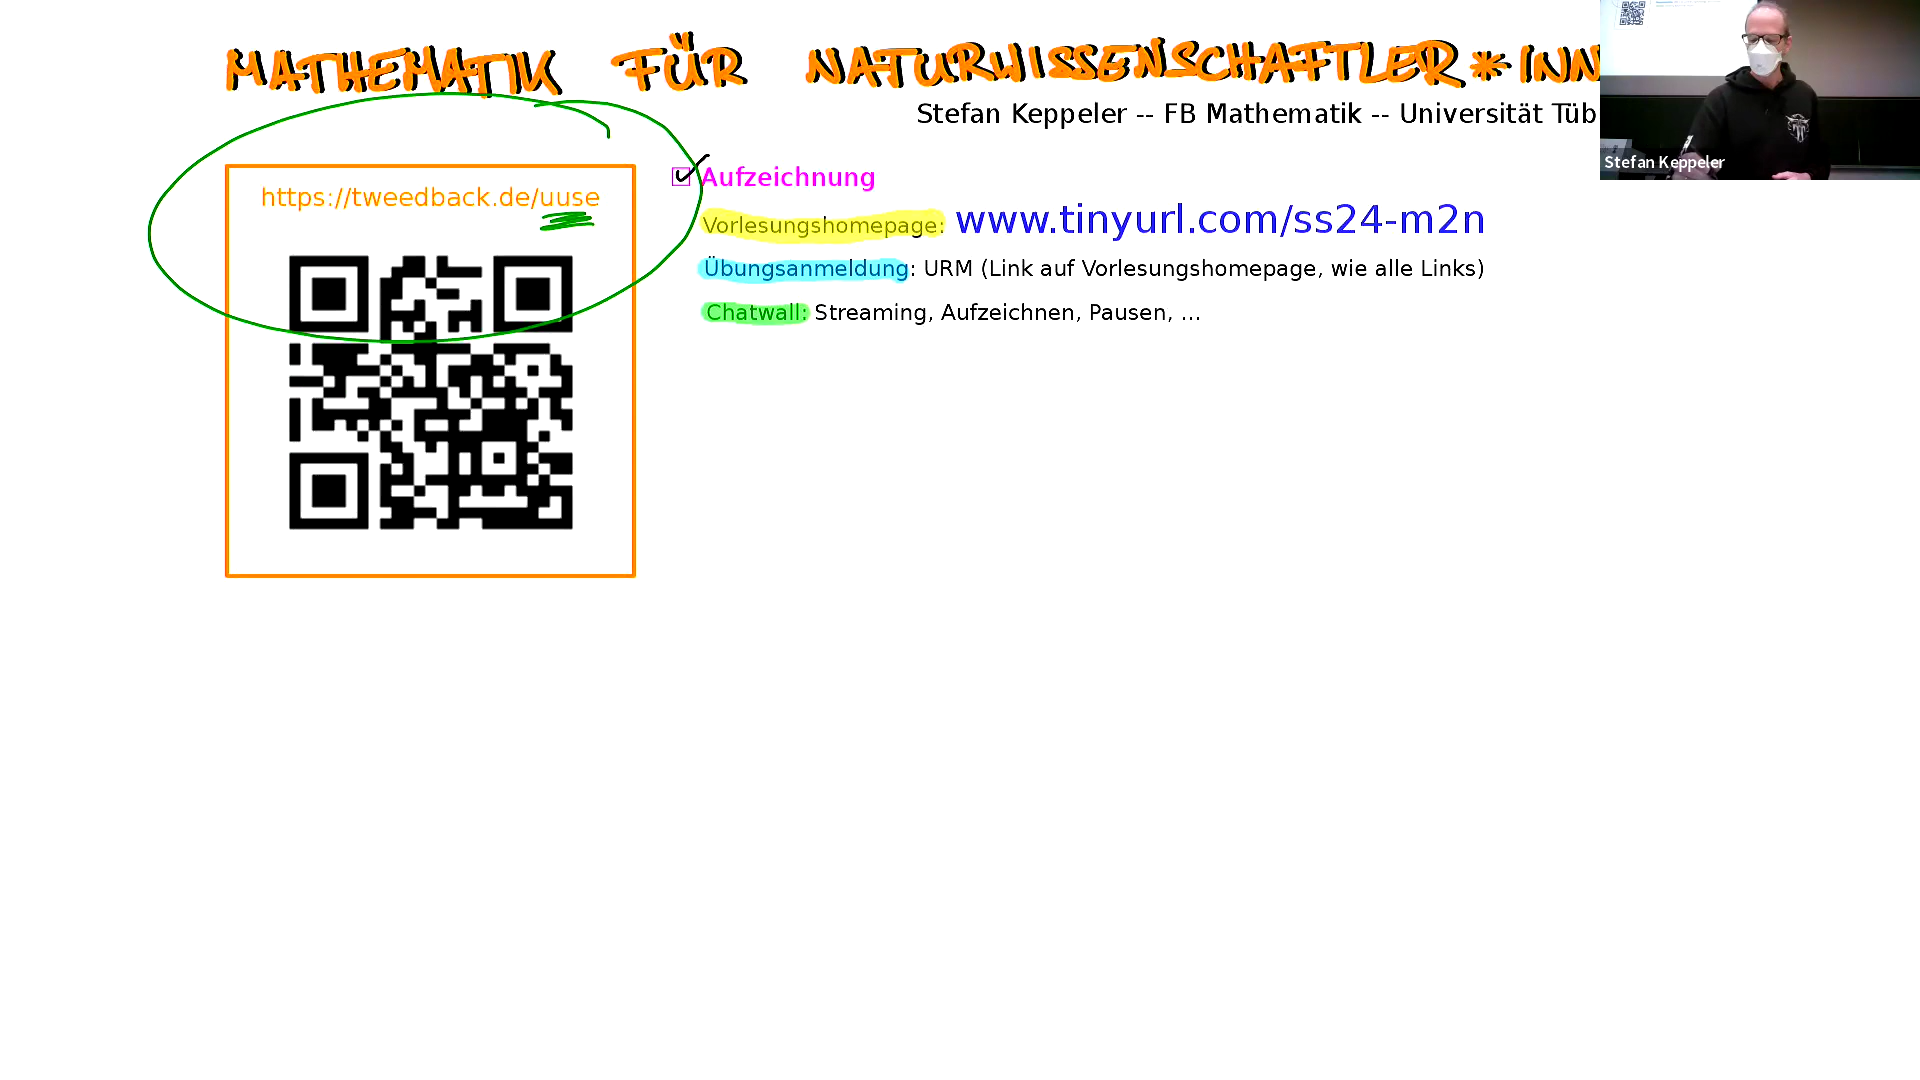 MATHEMATIK FÜR NATURWISSENSCHAFTLER*INN
Stefan Keppeler -- FB Mathematik -- Universität Tüb
https://tweedback.de/uuse
Aufzeichnung
Vorlesungshomepage: www.tinyurl.com/ss24-m2n
Übungsanmeldung: URM (Link auf Vorlesungshomepage, wie alle Links)
Chatwall: Streaming, Aufzeichnen, Pausen, ...
Stefan Keppeler